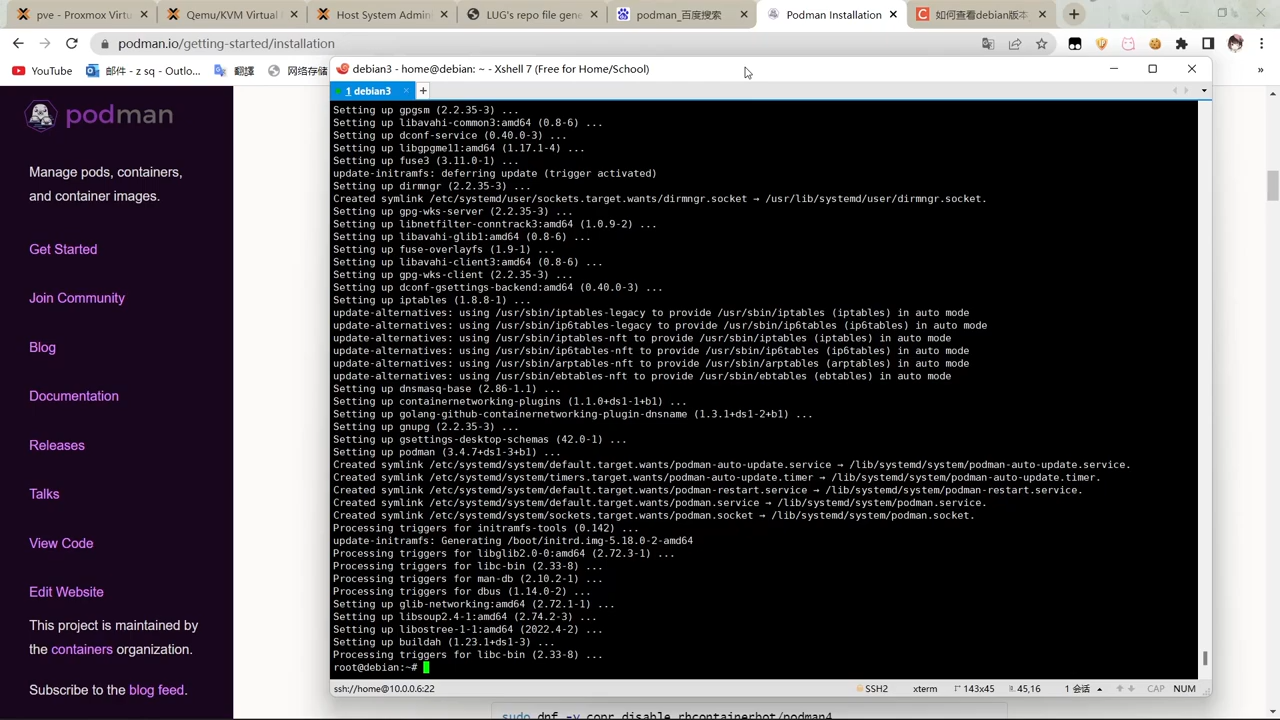 pve - Proxmox Virtu
Qemu/KVM Virtual
Host System Admin
LUG's repo file gene
podman_百度搜索
Podman Installation
如何查看debian版本
podman.io/getting-started/installation
YouTube
邮件 - z sq - Outlo...
翻譯
网络存储
debian3 - home@debian: ~ - Xshell 7 (Free for Home/School)
1 debian3
podman
Manage pods, containers,
and container images.
Get Started
Join Community
Blog
Documentation
Releases
Talks
View Code
Edit Website
This project is maintained by
the containers organization.
Subscribe to the blog feed.
Setting up gpgsm (2.2.35-3) ...
Setting up libavahi-common3:amd64 (0.8-6) ...
Setting up dconf-service (0.40.0-3) ...
Setting up libgpgme11:amd64 (1.17.1-4) ...
Setting up fuse3 (3.11.0-1) ...
update-initramfs: deferring update (trigger activated)
Setting up dirmngr (2.2.35-3) ...
Created symlink /etc/systemd/user/sockets.target.wants/dirmngr.socket → /usr/lib/systemd/user/dirmngr.socket.
Setting up gpg-wks-server (2.2.35-3) ...
Setting up libnetfilter-conntrack3:amd64 (1.0.9-2) ...
Setting up libavahi-glib1:amd64 (0.8-6) ...
Setting up fuse-overlayfs (1.9-1) ...
Setting up libavahi-client3:amd64 (0.8-6) ...
Setting up gpg-wks-client (2.2.35-3) ...
Setting up dconf-gsettings-backend:amd64 (0.40.0-3) ...
Setting up iptables (1.8.8-1) ...
update-alternatives: using /usr/sbin/iptables-legacy to provide /usr/sbin/iptables (iptables) in auto mode
update-alternatives: using /usr/sbin/ip6tables-legacy to provide /usr/sbin/ip6tables (ip6tables) in auto mode
update-alternatives: using /usr/sbin/iptables-nft to provide /usr/sbin/iptables (iptables) in auto mode
update-alternatives: using /usr/sbin/ip6tables-nft to provide /usr/sbin/ip6tables (ip6tables) in auto mode
update-alternatives: using /usr/sbin/arptables-nft to provide /usr/sbin/arptables (arptables) in auto mode
update-alternatives: using /usr/sbin/ebtables-nft to provide /usr/sbin/ebtables (ebtables) in auto mode
Setting up dnsmasq-base (2.86-1.1) ...
Setting up containernetworking-plugins (1.1.0+ds1-1+b1) ...
Setting up golang-github-containernetworking-plugin-dnsname (1.3.1+ds1-2+b1) ...
Setting up gnupg (2.2.35-3) ...
Setting up gsettings-desktop-schemas (42.0-1) ...
Setting up podman (3.4.7+ds1-3+b1) ...
Created symlink /etc/systemd/system/default.target.wants/podman-auto-update.service → /lib/systemd/system/podman-auto-update.service.
Created symlink /etc/systemd/system/timers.target.wants/podman-auto-update.timer → /lib/systemd/system/podman-auto-update.timer.
Created symlink /etc/systemd/system/default.target.wants/podman-restart.service → /lib/systemd/system/podman-restart.service.
Created symlink /etc/systemd/system/default.target.wants/podman.service → /lib/systemd/system/podman.service.
Created symlink /etc/systemd/system/sockets.target.wants/podman.socket → /lib/systemd/system/podman.socket.
Processing triggers for initramfs-tools (0.142) ...
update-initramfs: Generating /boot/initrd.img-5.18.0-2-amd64
Processing triggers for libglib2.0-0:amd64 (2.72.3-1) ...
Processing triggers for libc-bin (2.33-8) ...
Processing triggers for man-db (2.10.2-1) ...
Processing triggers for dbus (1.14.0-2) ...
Setting up glib-networking:amd64 (2.72.1-1) ...
Setting up libsoup2.4-1:amd64 (2.74.2-3) ...
Setting up libostree-1-1:amd64 (2022.4-2) ...
Setting up buildah (1.23.1+ds1-3) ...
Processing triggers for libc-bin (2.33-8) ...
root@debian:~#
ssh://home@10.0.0.6:22
SSH2
xterm
143x45
45,16
1 会话
CAP
NUM
sudo dnf -y copr disable rhcontainerbot/podman4